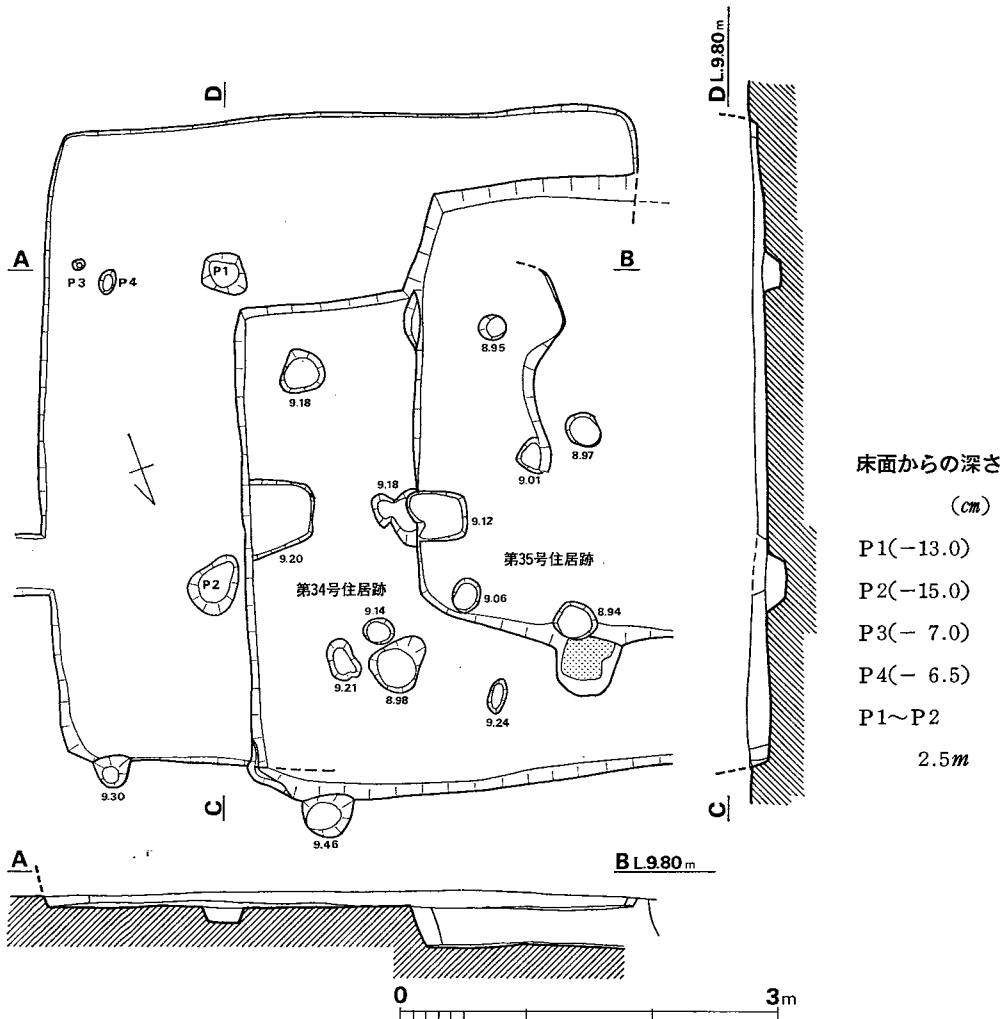 D
D L.9.80m
A
P3
P4
P1
B
8.95
9.18
8.97
9.01
9.18
9.12
9.20
第35号住居跡
P2
第34号住居跡
9.06
8.94
9.14
9.21
8.98
9.24
9.30
C
9.46
C
床面からの深さ
(cm)
P1(-13.0)
P2(-15.0)
P3(- 7.0)
P4(- 6.5)
P1~P2
2.5m
A
B L.9.80m
0 3m